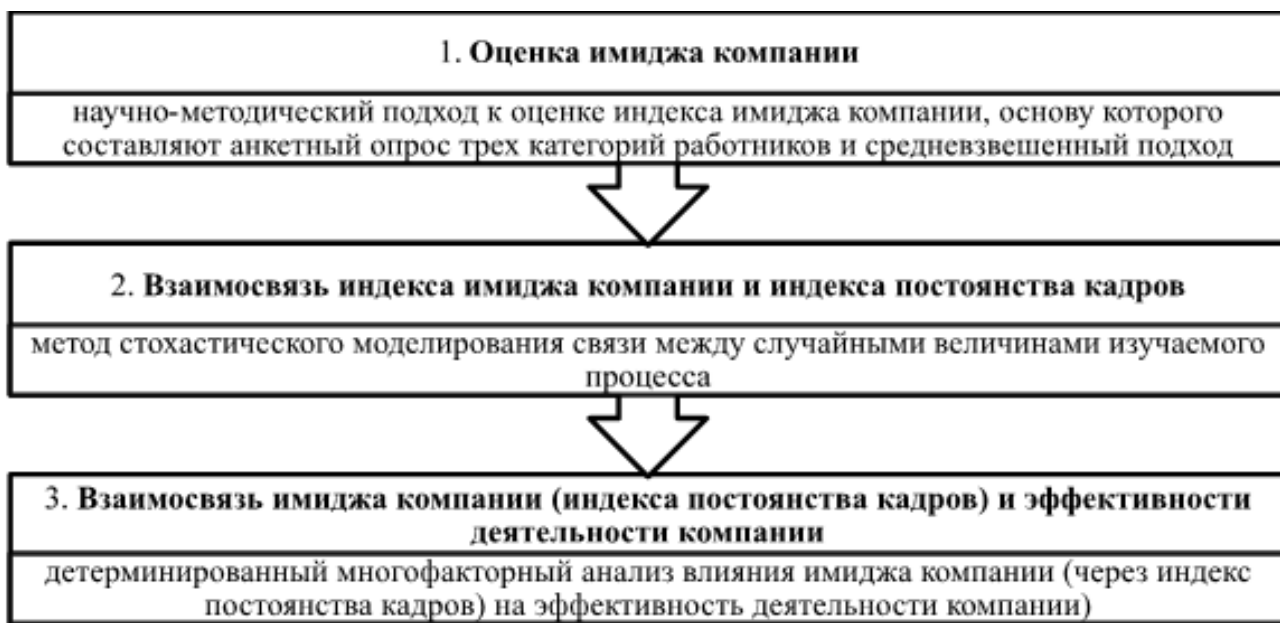 1. Оценка имиджа компании
научно-методический подход к оценке индекса имиджа компании, основу которого
составляют анкетный опрос трех категорий работников и средневзвешенный подход
2. Взаимосвязь индекса имиджа компании и индекса постоянства кадров
метод стохастического моделирования связи между случайными величинами изучаемого
процесса
3. Взаимосвязь имиджа компании (индекса постоянства кадров) и эффективности
деятельности компании
детерминированный многофакторный анализ влияния имиджа компании (через индекс
постоянства кадров) на эффективность деятельности компании)